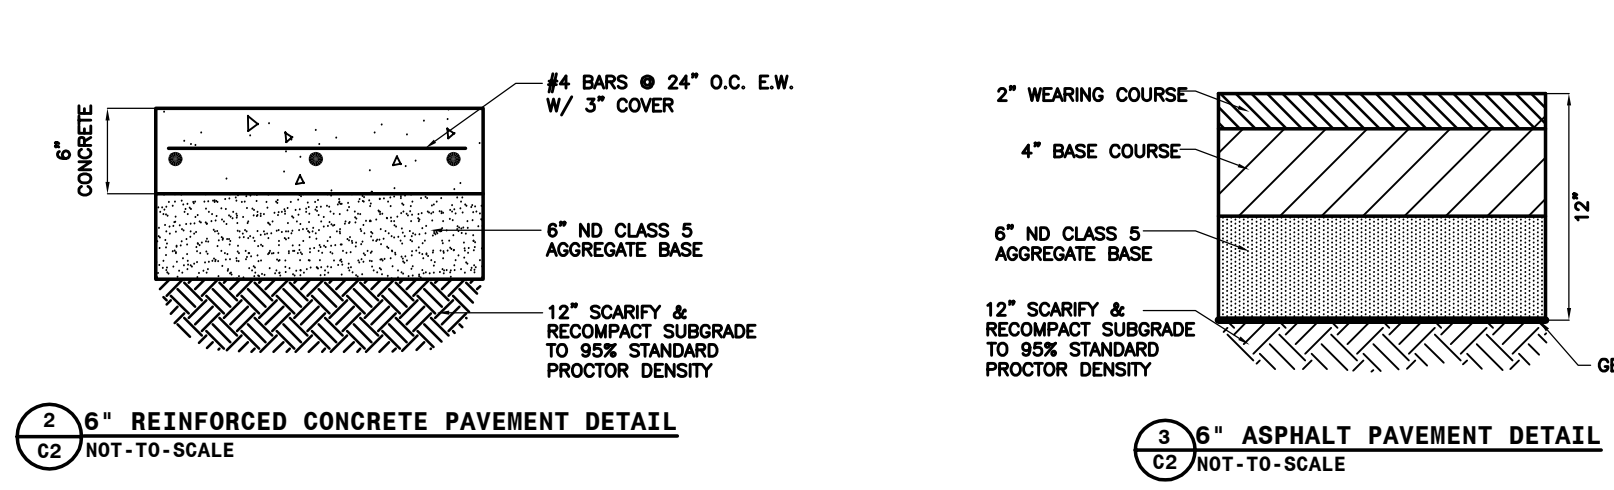 #4 BARS @ 24" O.C. E.W.
W/ 3" COVER
6"
CONCRETE
6" ND CLASS 5
AGGREGATE BASE
12" SCARIFY &
RECOMPACT SUBGRADE
TO 95% STANDARD
PROCTOR DENSITY
2
C2
6" REINFORCED CONCRETE PAVEMENT DETAIL
NOT-TO-SCALE
2" WEARING COURSE
4" BASE COURSE
6" ND CLASS 5
AGGREGATE BASE
12" SCARIFY &
RECOMPACT SUBGRADE
TO 95% STANDARD
PROCTOR DENSITY
12"
3
C2
6" ASPHALT PAVEMENT DETAIL
NOT-TO-SCALE